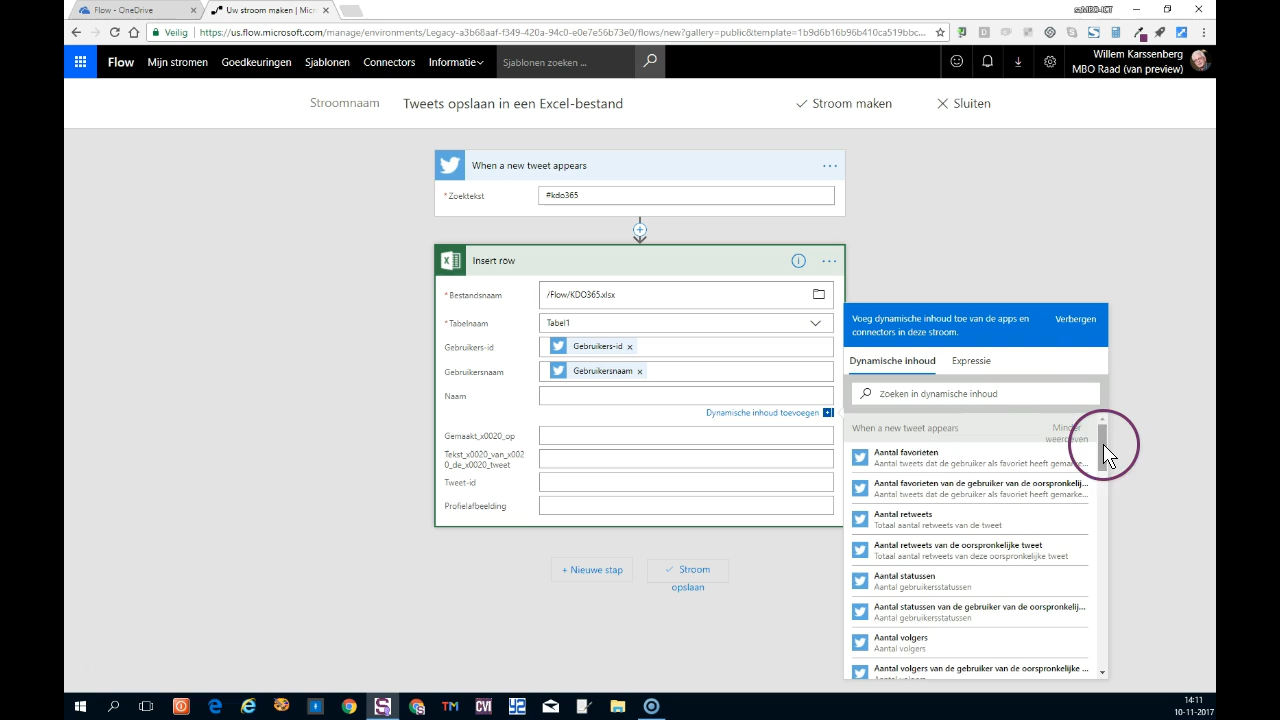 Flow - OneDrive
Uw stroom maken | Micr
saMBO-ICT
Veilig
https://us.flow.microsoft.com/manage/environments/Legacy-a3b68aaf-f349-420a-94c0-e0e7e56b73e0/flows/new?gallery=public&template=1b9d6b16b96b410ca519bbc...
Flow
Mijn stromen
Goedkeuringen
Sjablonen
Connectors
Informatie
Sjablonen zoeken ...
Willem Karssenberg
MBO Raad (van preview)
Stroomnaam
Tweets opslaan in een Excel-bestand
Stroom maken
Sluiten
When a new tweet appears
...
* Zoektekst
#kdo365
Insert row
...
* Bestandsnaam
/Flow/KDO365.xlsx
* Tabelnaam
Tabel1
Gebruikers-id
Gebruikers-id x
Gebruikersnaam
Gebruikersnaam x
Naam
Dynamische inhoud toevoegen
Gemaakt_x0020_op
Tekst_x0020_van_x002
0_de_x0020_tweet
Tweet-id
Profielafbeelding
+ Nieuwe stap
Stroom
opslaan
Voeg dynamische inhoud toe van de apps en
connectors in deze stroom.
Verbergen
Dynamische inhoud
Expressie
Zoeken in dynamische inhoud
When a new tweet appears
Minder
weergeven
Aantal favorieten
Aantal tweets dat de gebruiker als favoriet heeft gemarke...
Aantal favorieten van de gebruiker van de oorspronkelij...
Aantal tweets dat de gebruiker als favoriet heeft gemarke...
Aantal retweets
Totaal aantal retweets van de tweet
Aantal retweets van de oorspronkelijke tweet
Totaal aantal retweets van deze oorspronkelijke tweet
Aantal statussen
Aantal gebruikersstatussen
Aantal statussen van de gebruiker van de oorspronkelij...
Aantal gebruikersstatussen
Aantal volgers
Aantal volgers
Aantal volgers van de gebruiker van de oorspronkelijke ...
Aantal volgers
TM
CVI
14:11
10-11-2017